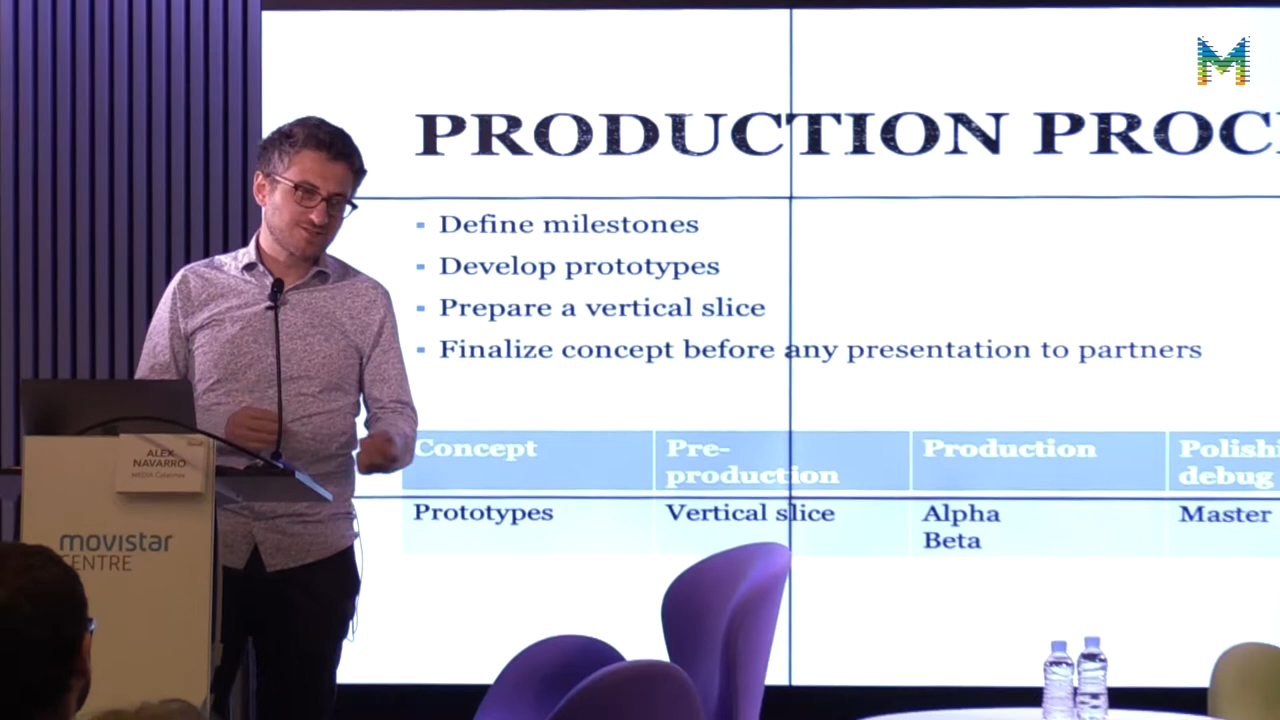 PRODUCTION PROC
Define milestones
Develop prototypes
Prepare a vertical slice
Finalize concept before any presentation to partners
Concept
Pre-
production
Production
Polishi
debug
Prototypes
Vertical slice
Alpha
Beta
Master
ALEX
NAVARRO
MEDIA Catalunya
movistar
CENTRE
M